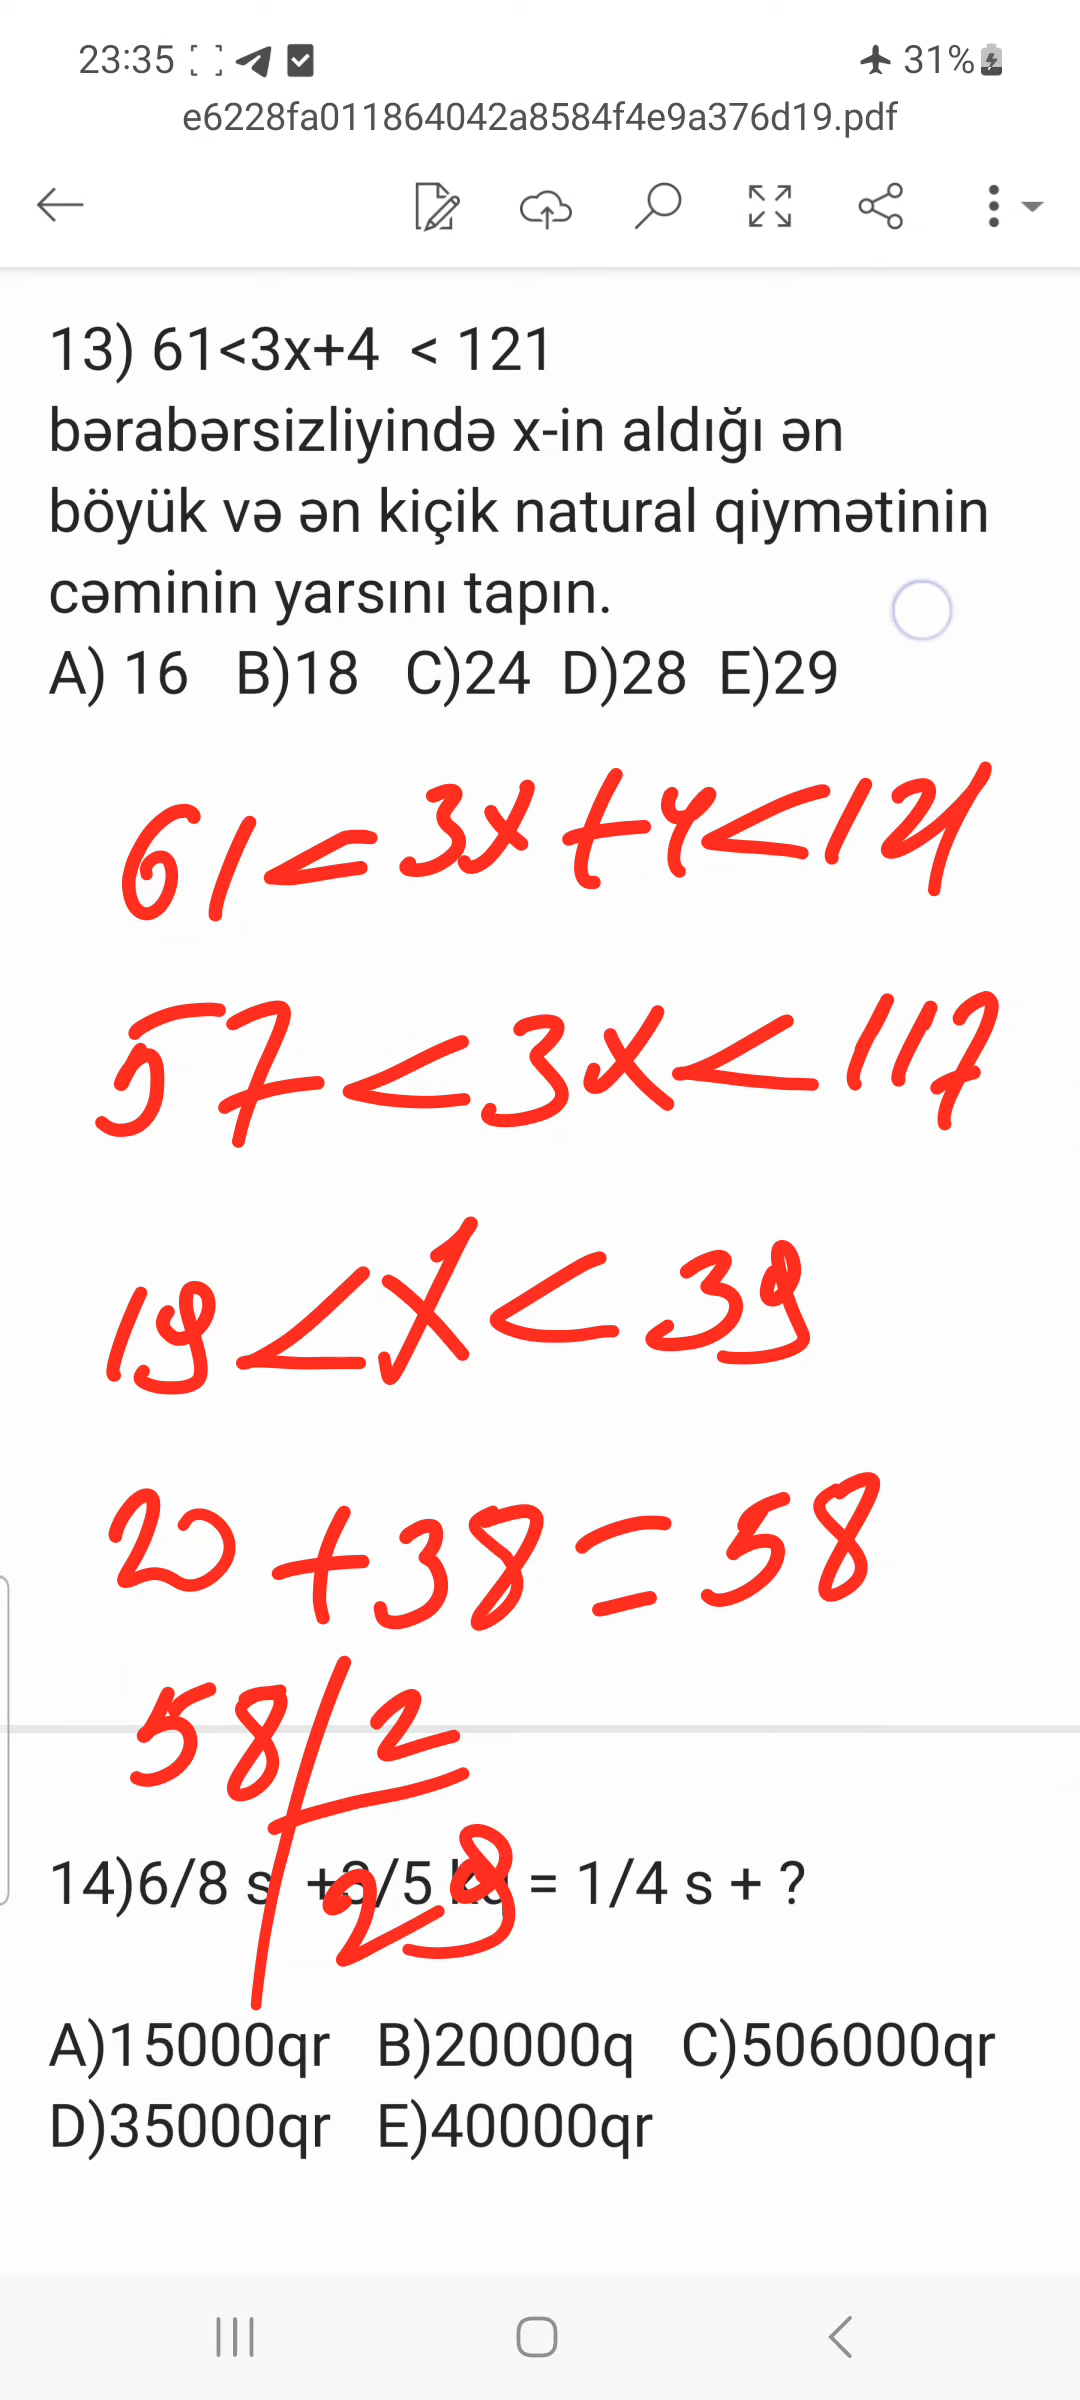 23:35 31%
e6228fa011864042a8584f4e9a376d19.pdf
13) 61<3x+4 < 121
bərabərsizliyində x-in aldığı ən
böyük və ən kiçik natural qiymətinin
cəminin yarsını tapın.
A) 16 B)18 C)24 D)28 E)29
61<3x+4<121
57<3x<117
19<x<39
20+38=58
58/2
29
14)6/8 s +3/5 = 1/4 s + ?
A)15000qr B)20000q C)506000qr
D)35000qr E)40000qr